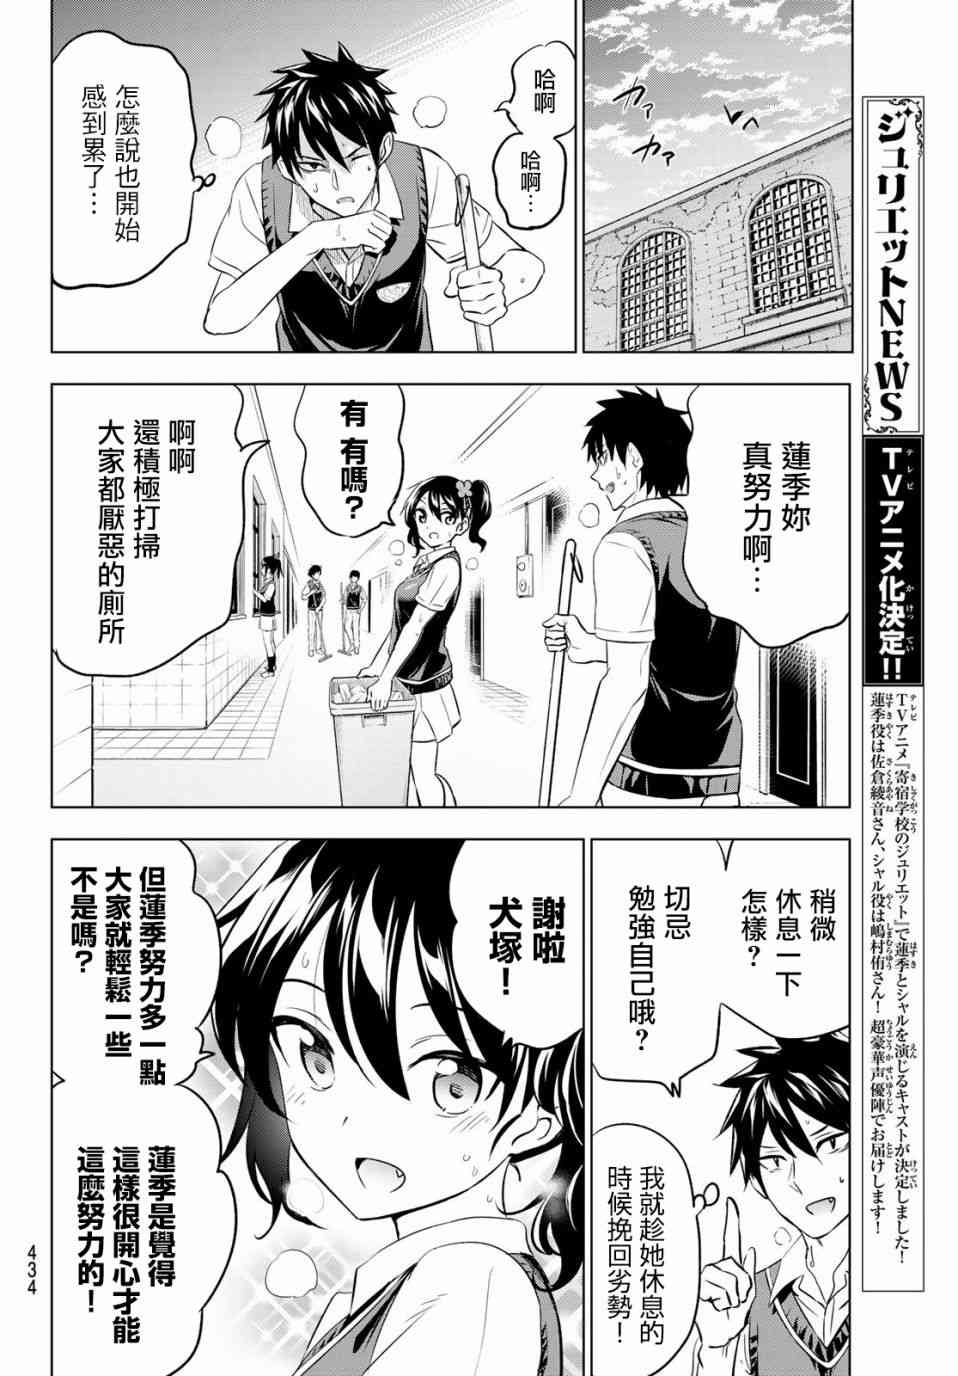 カァ
カァ
哈啊
哈啊…
怎麼說也開始
感到累了…
蓮季妳
真努力啊…
有 有嗎？
啊啊
還積極打掃
大家都厭惡的廁所
稍微
休息一下
怎樣？
切忌
勉強自己哦？
我就趁她休息的
時候挽回劣勢！
謝啦
犬塚！
但蓮季努力多一點
大家就輕鬆一些
不是嗎？
蓮季是覺得
這樣很開心才能
這麼努力的！
ジュリエットNEWS
TVアニメ化決定!!
TVアニメ『寄宿学校のジュリエット』で蓮季とシャルを演じるキャストが決定しました！
蓮季役は佐倉綾音さん、シャル役は嶋村侑さん！ 超豪華声優陣でお届けします！
434